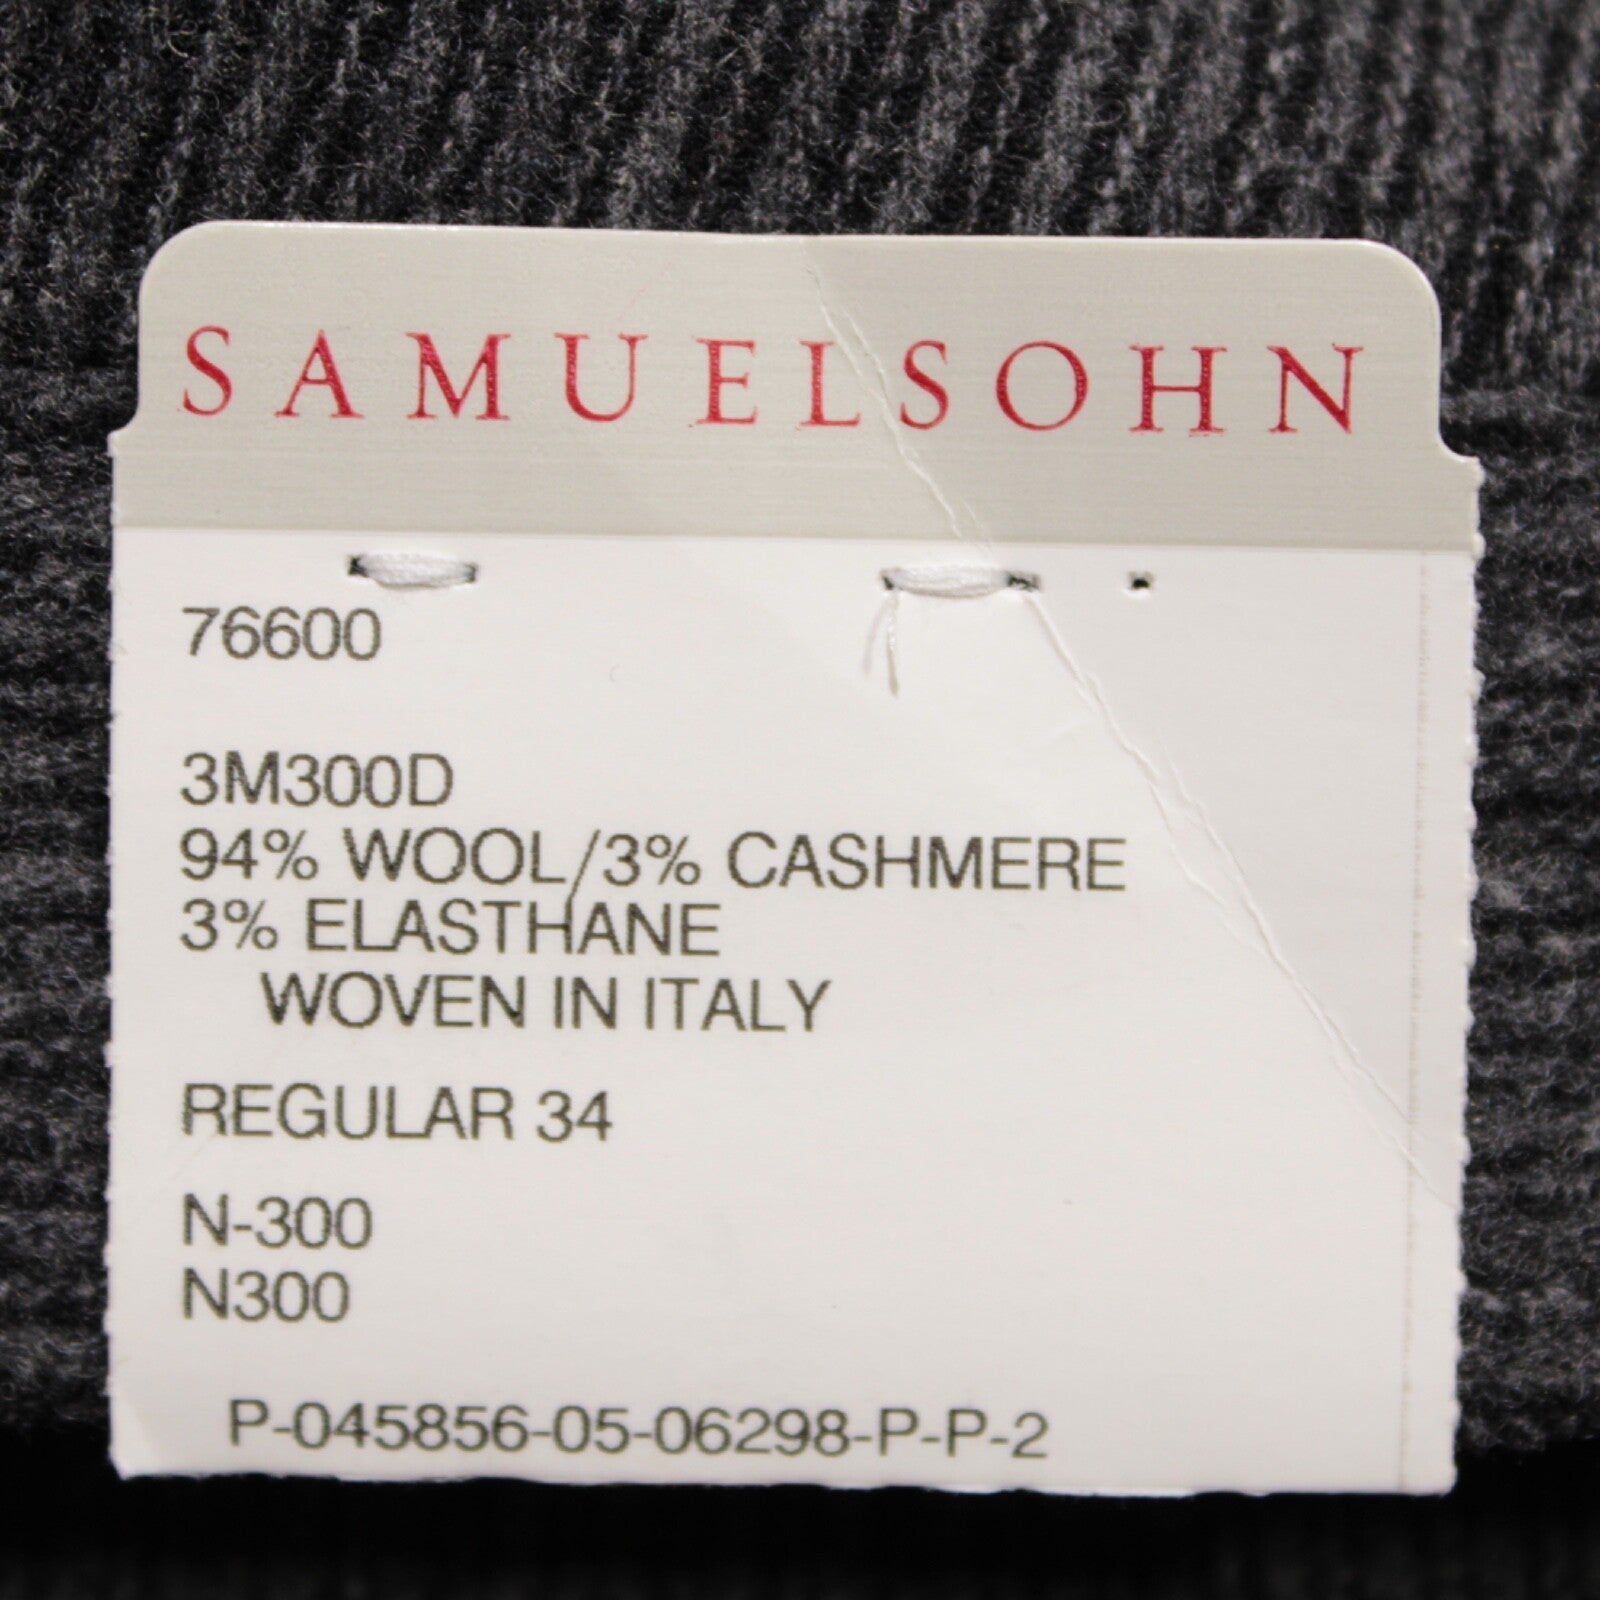 SAMUELSOHN
76600
3M300D
94% WOOL/3% CASHMERE
3% ELASTHANE
WOVEN IN ITALY
REGULAR 34
N-300
N300
P-045856-05-06298-P-P-2